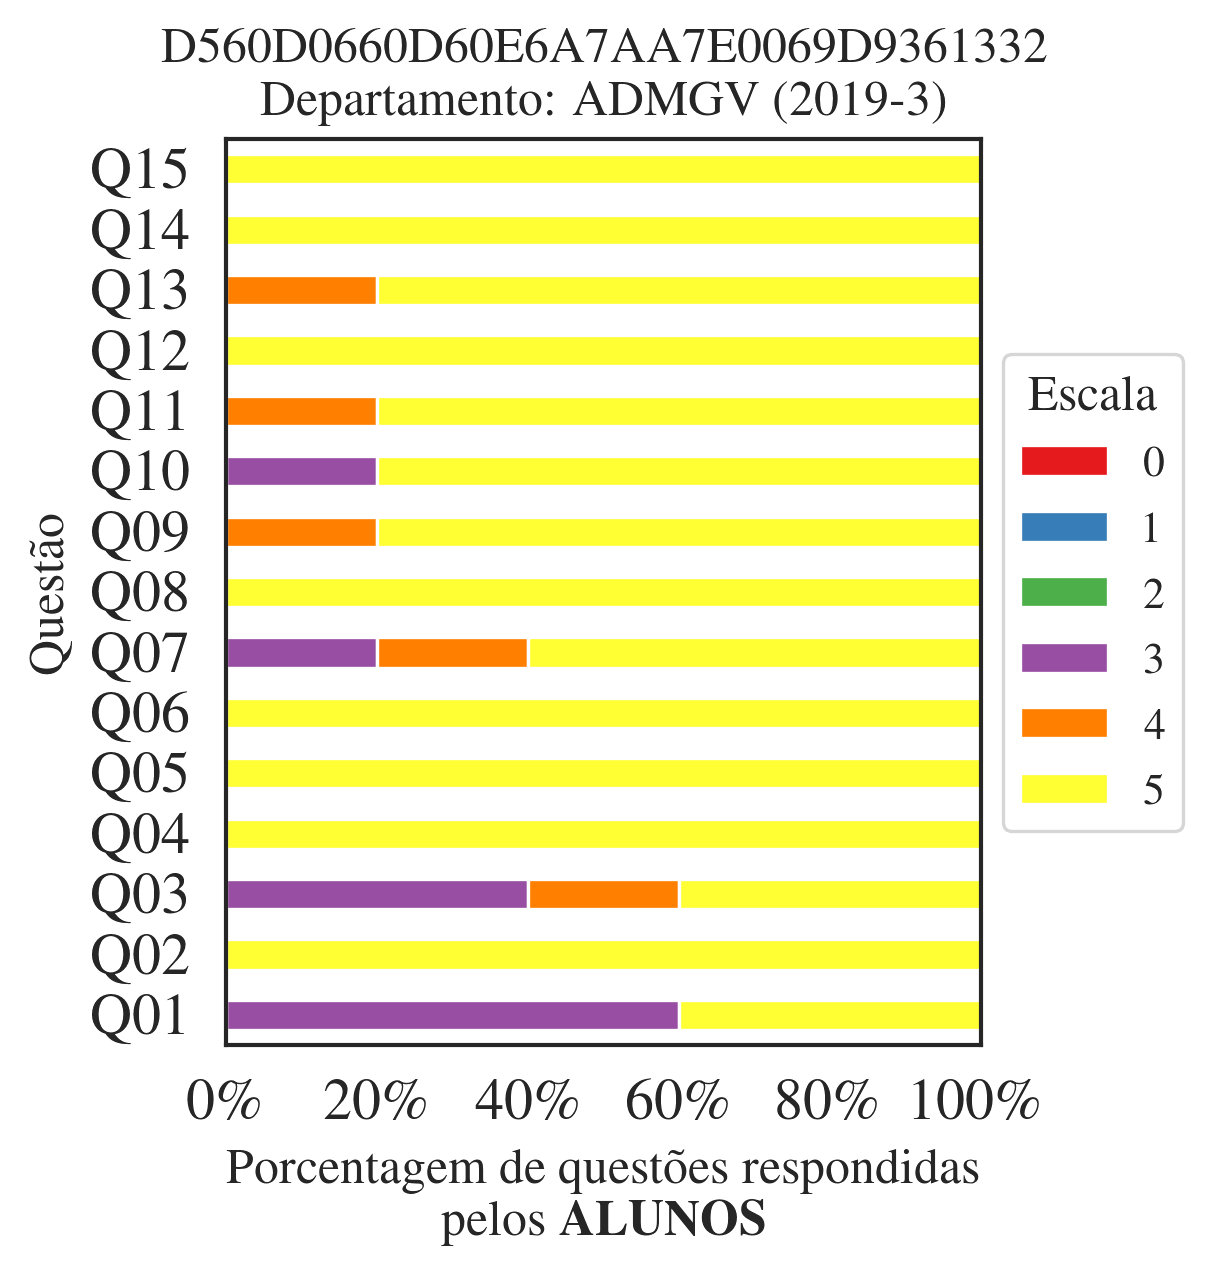 D560D0660D60E6A7AA7E0069D9361332
Departamento: ADMGV (2019-3)
Q15
Q14
Q13
Q12
Q11
Q10
Q09
Q08
Q07
Q06
Q05
Q04
Q03
Q02
Q01
Questão
0% 20% 40% 60% 80% 100%
Porcentagem de questões respondidas
pelos ALUNOS
Escala
0
1
2
3
4
5